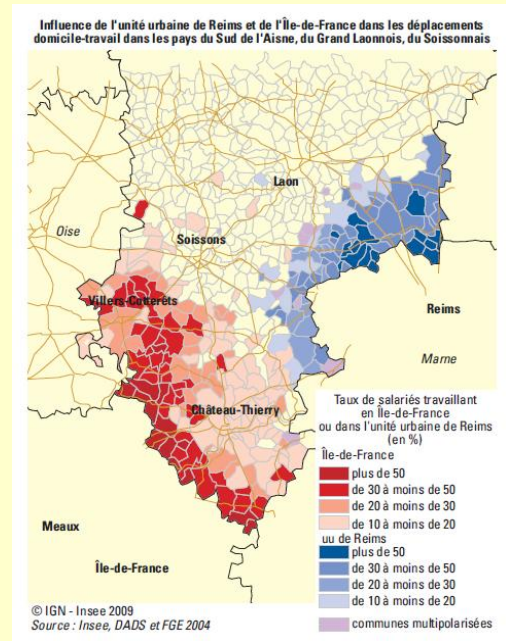 Influence de l'unité urbaine de Reims et de l'Île-de-France dans les déplacements
domicile-travail dans les pays du Sud de l'Aisne, du Grand Laonnois, du Soissonnais
Laon
Oise
Soissons
Villers-Cotterêts
Reims
Marne
Château-Thierry
Meaux
Île-de-France
Taux de salariés travaillant
en Île-de-France
ou dans l'unité urbaine de Reims
(en %)
Île-de-France
plus de 50
de 30 à moins de 50
de 20 à moins de 30
de 10 à moins de 20
uu de Reims
plus de 50
de 30 à moins de 50
de 20 à moins de 30
de 10 à moins de 20
communes multipolarisées
© IGN - Insee 2009
Source : Insee, DADS et FGE 2004